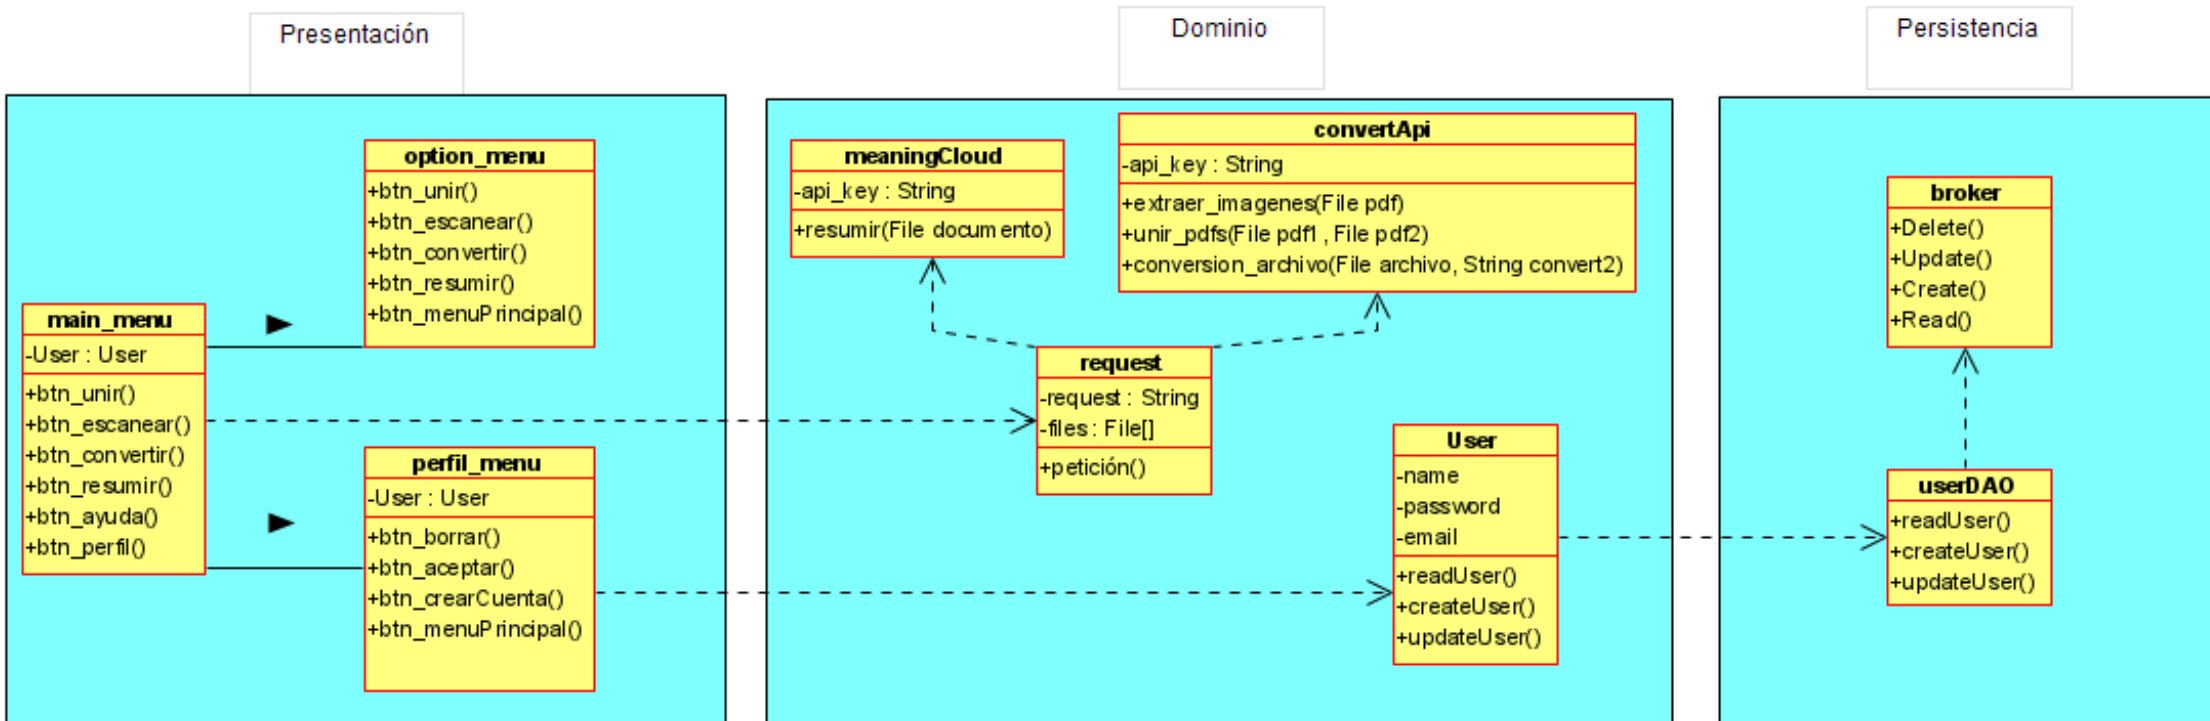 Presentación
Dominio
Persistencia
option_menu
+btn_unir()
+btn_escanear()
+btn_convertir()
+btn_resumir()
+btn_menuPrincipal()
main_menu
-User : User
+btn_unir()
+btn_escanear()
+btn_convertir()
+btn_resumir()
+btn_ayuda()
+btn_perfil()
perfil_menu
-User : User
+btn_borrar()
+btn_aceptar()
+btn_crearCuenta()
+btn_menuPrincipal()
meaningCloud
-api_key : String
+resumir(File documento)
convertApi
-api_key : String
+extraer_imagenes(File pdf)
+unir_pdfs(File pdf1 , File pdf2)
+conversion_archivo(File archivo, String convert2)
request
-request : String
-files : File[]
+petición()
User
-name
-password
-email
+readUser()
+createUser()
+updateUser()
broker
+Delete()
+Update()
+Create()
+Read()
userDAO
+readUser()
+createUser()
+updateUser()